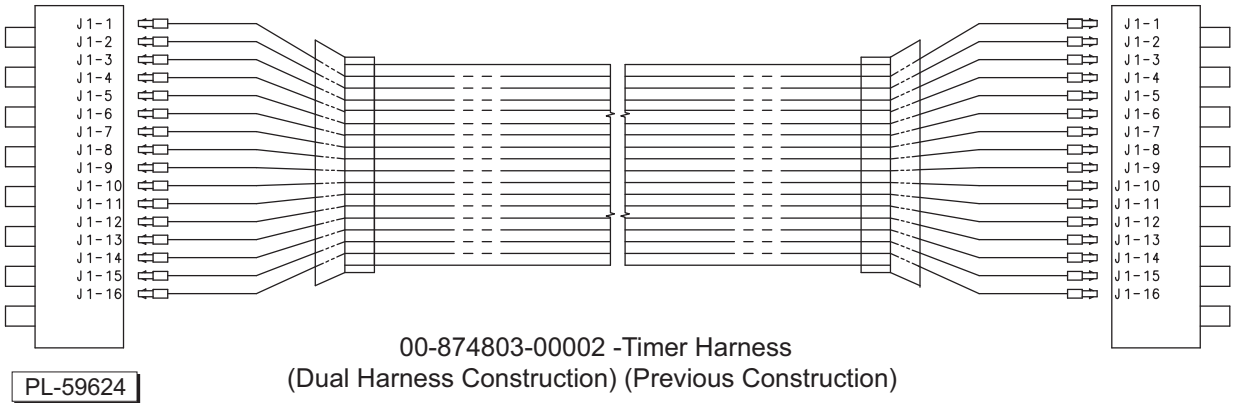 J1-1 J1-1
J1-2 J1-2
J1-3 J1-3
J1-4 J1-4
J1-5 J1-5
J1-6 J1-6
J1-7 J1-7
J1-8 J1-8
J1-9 J1-9
J1-10 J1-10
J1-11 J1-11
J1-12 J1-12
J1-13 J1-13
J1-14 J1-14
J1-15 J1-15
J1-16 J1-16
00-874803-00002 -Timer Harness
(Dual Harness Construction) (Previous Construction)
PL-59624